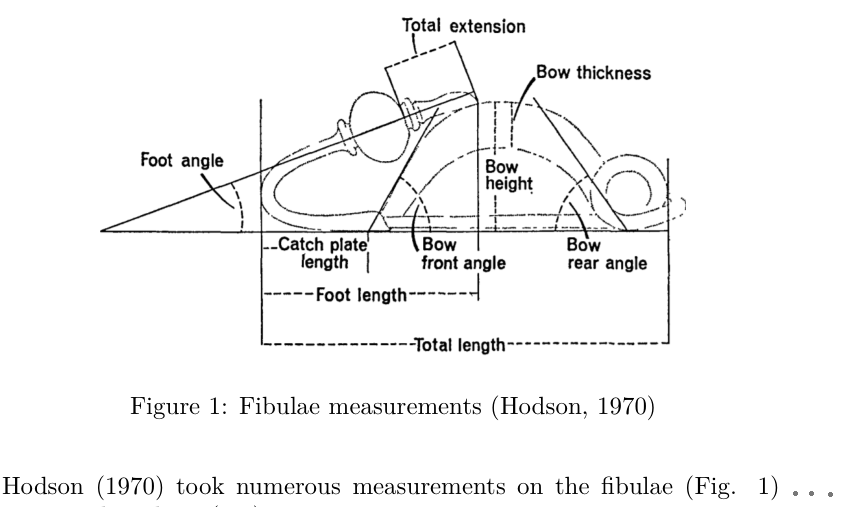 Total extension
Bow thickness
Foot angle
Bow
height
Catch plate
length
Bow
front angle
Bow
rear angle
Foot length
Total length
Figure 1: Fibulae measurements (Hodson, 1970)
Hodson (1970) took numerous measurements on the fibulae (Fig. 1) ...